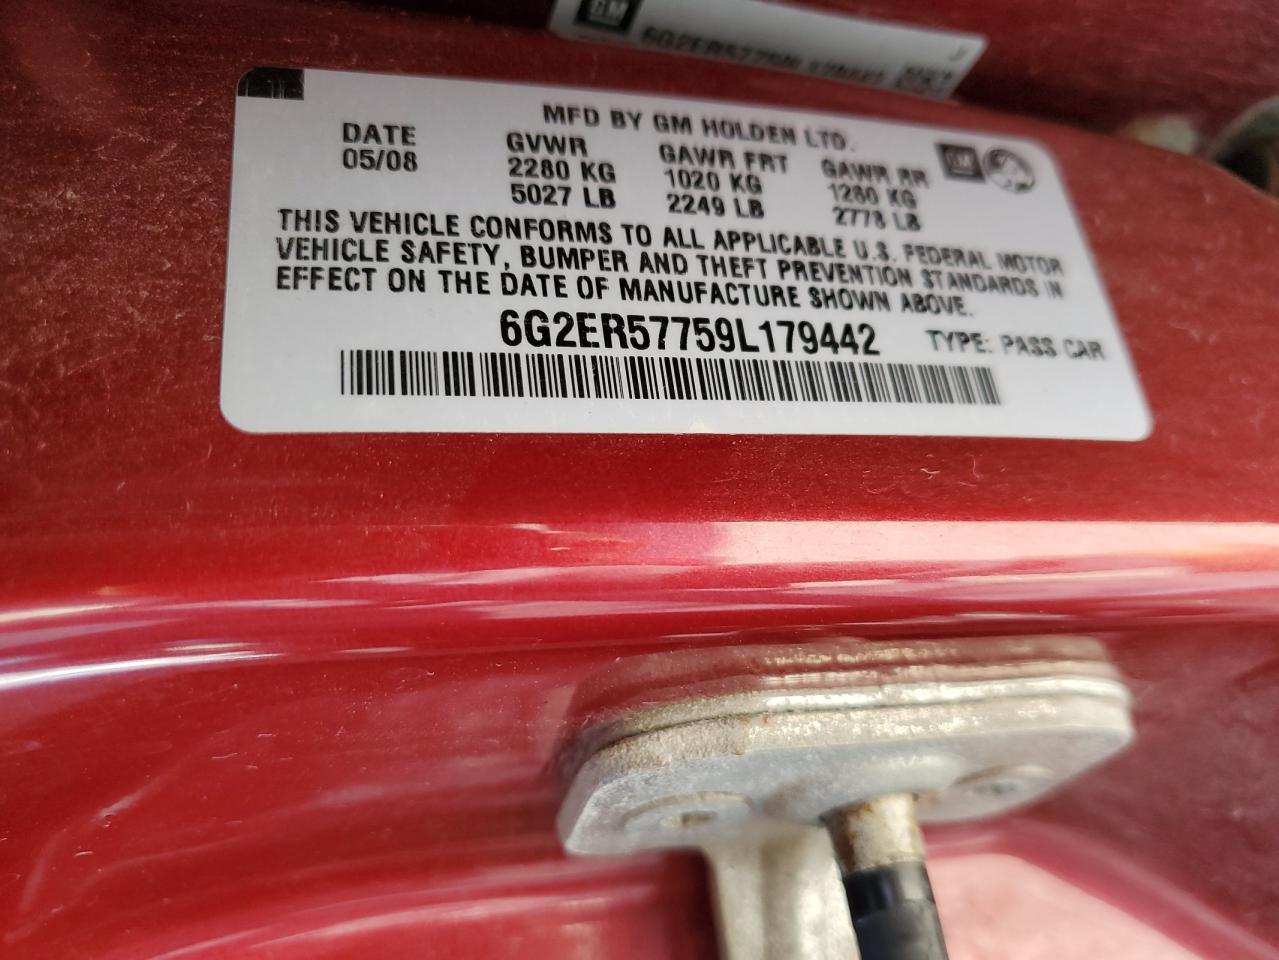 GM
MFD BY GM HOLDEN LTD.
DATE GVWR GAWR FRT GAWR RR GM
05/08 2280 KG 1020 KG 1260 KG
5027 LB 2249 LB 2778 LB
THIS VEHICLE CONFORMS TO ALL APPLICABLE U.S. FEDERAL MOTOR
VEHICLE SAFETY, BUMPER AND THEFT PREVENTION STANDARDS IN
EFFECT ON THE DATE OF MANUFACTURE SHOWN ABOVE.
6G2ER57759L179442 TYPE: PASS CAR